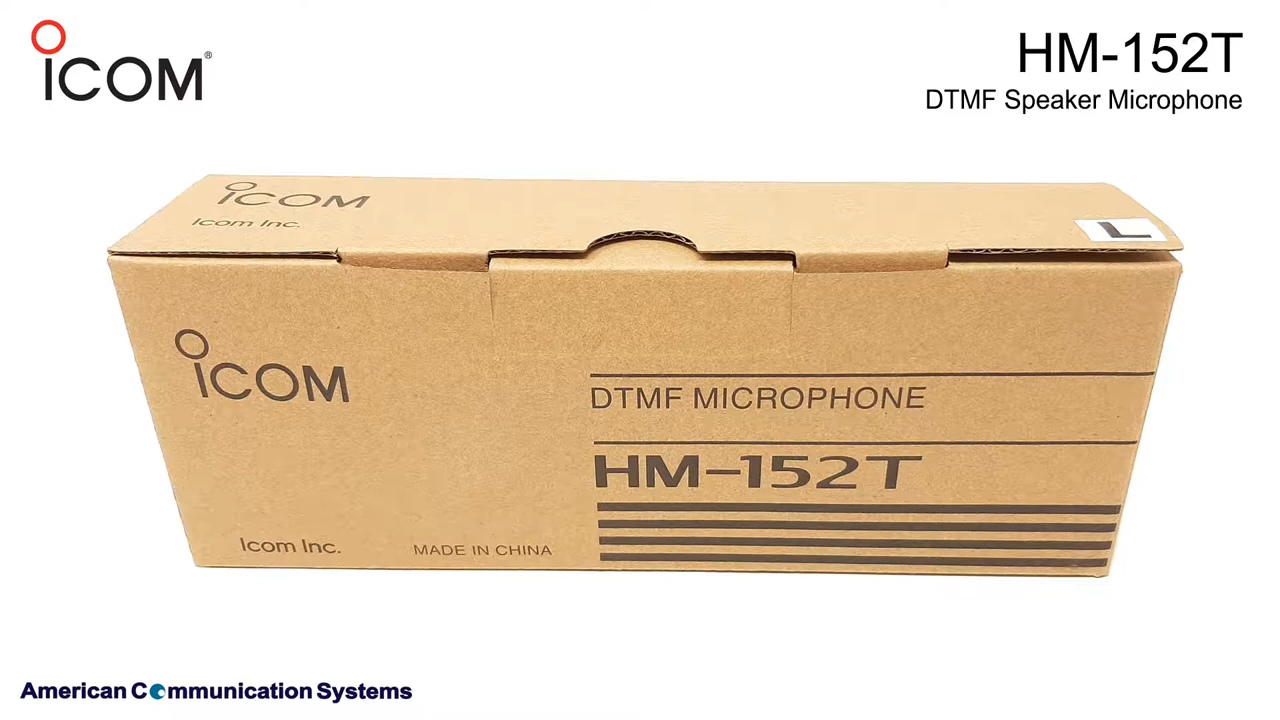 ICOM®
HM-152T
DTMF Speaker Microphone
ICOM
Icom Inc.
L
ICOM
DTMF MICROPHONE
HM-152T
Icom Inc.
MADE IN CHINA
American Communication Systems